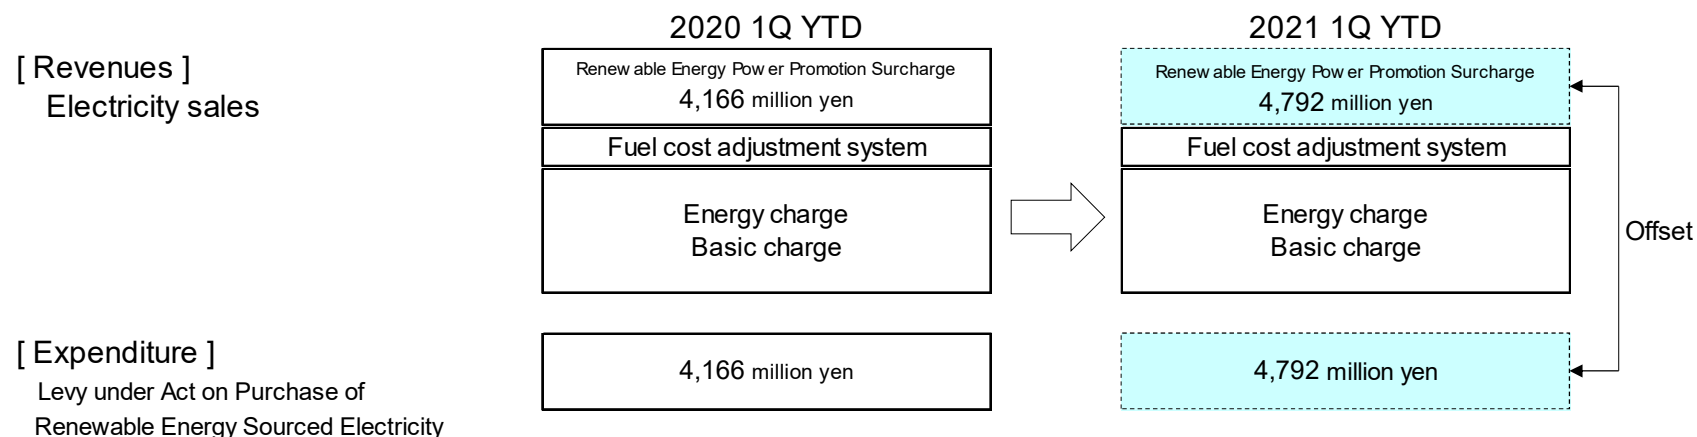 2020 1Q YTD
2021 1Q YTD
[ Revenues ]
Electricity sales
Renewable Energy Power Promotion Surcharge
4,166 million yen
Renewable Energy Power Promotion Surcharge
4,792 million yen
Fuel cost adjustment system
Fuel cost adjustment system
Energy charge
Basic charge
Energy charge
Basic charge
Offset
[ Expenditure ]
Levy under Act on Purchase of
Renewable Energy Sourced Electricity
4,166 million yen
4,792 million yen